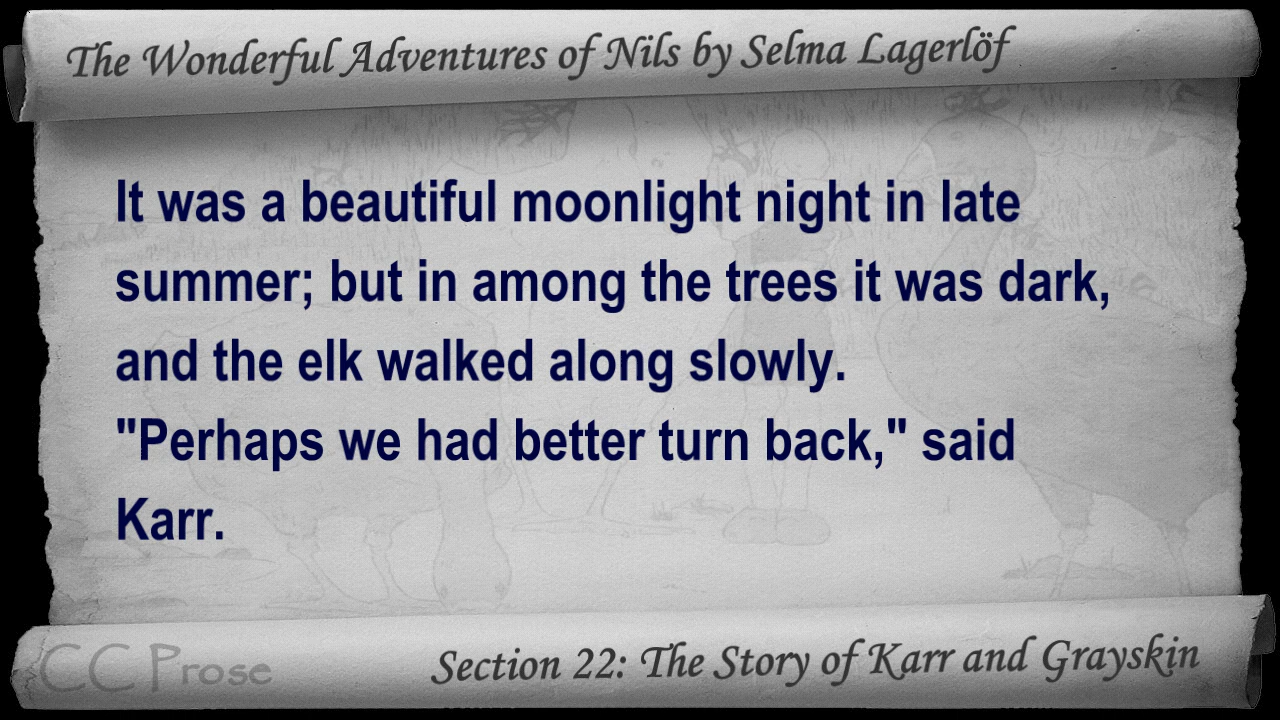 The Wonderful Adventures of Nils by Selma Lagerlöf
It was a beautiful moonlight night in late
summer; but in among the trees it was dark,
and the elk walked along slowly.
"Perhaps we had better turn back," said
Karr.
CC Prose
Section 22: The Story of Karr and Grayskin